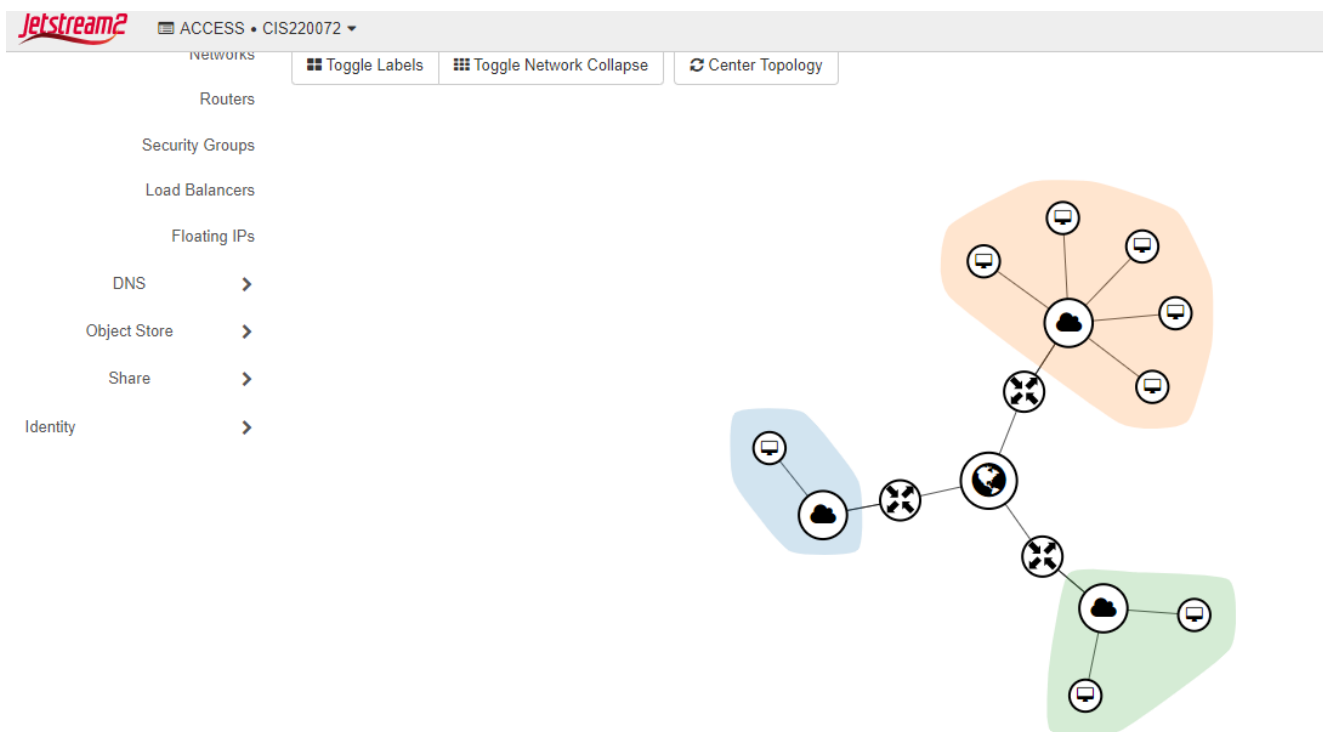 Jetstream2 ACCESS • CIS220072
Networks
Toggle Labels Toggle Network Collapse Center Topology
Routers
Security Groups
Load Balancers
Floating IPs
DNS
Object Store
Share
Identity